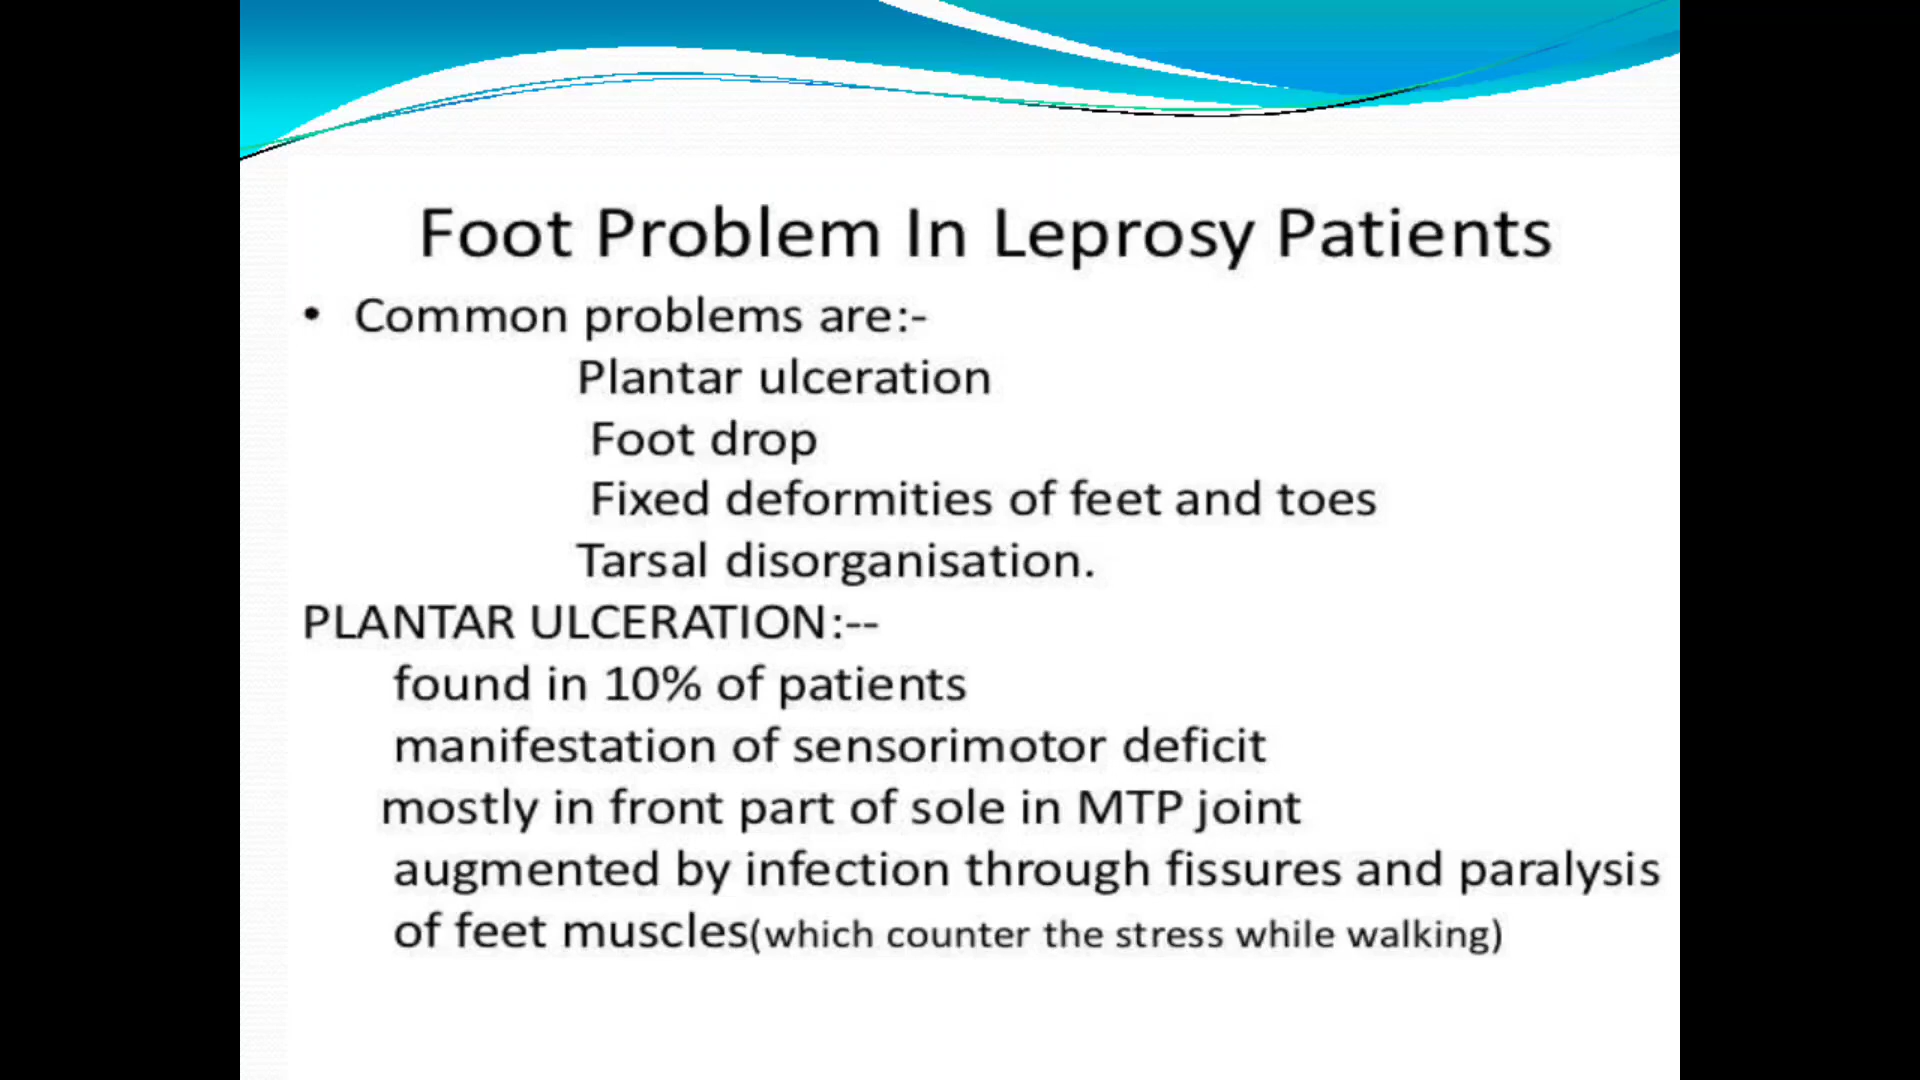 Foot Problem In Leprosy Patients
• Common problems are:-
Plantar ulceration
Foot drop
Fixed deformities of feet and toes
Tarsal disorganisation.
PLANTAR ULCERATION:--
found in 10% of patients
manifestation of sensorimotor deficit
mostly in front part of sole in MTP joint
augmented by infection through fissures and paralysis
of feet muscles(which counter the stress while walking)